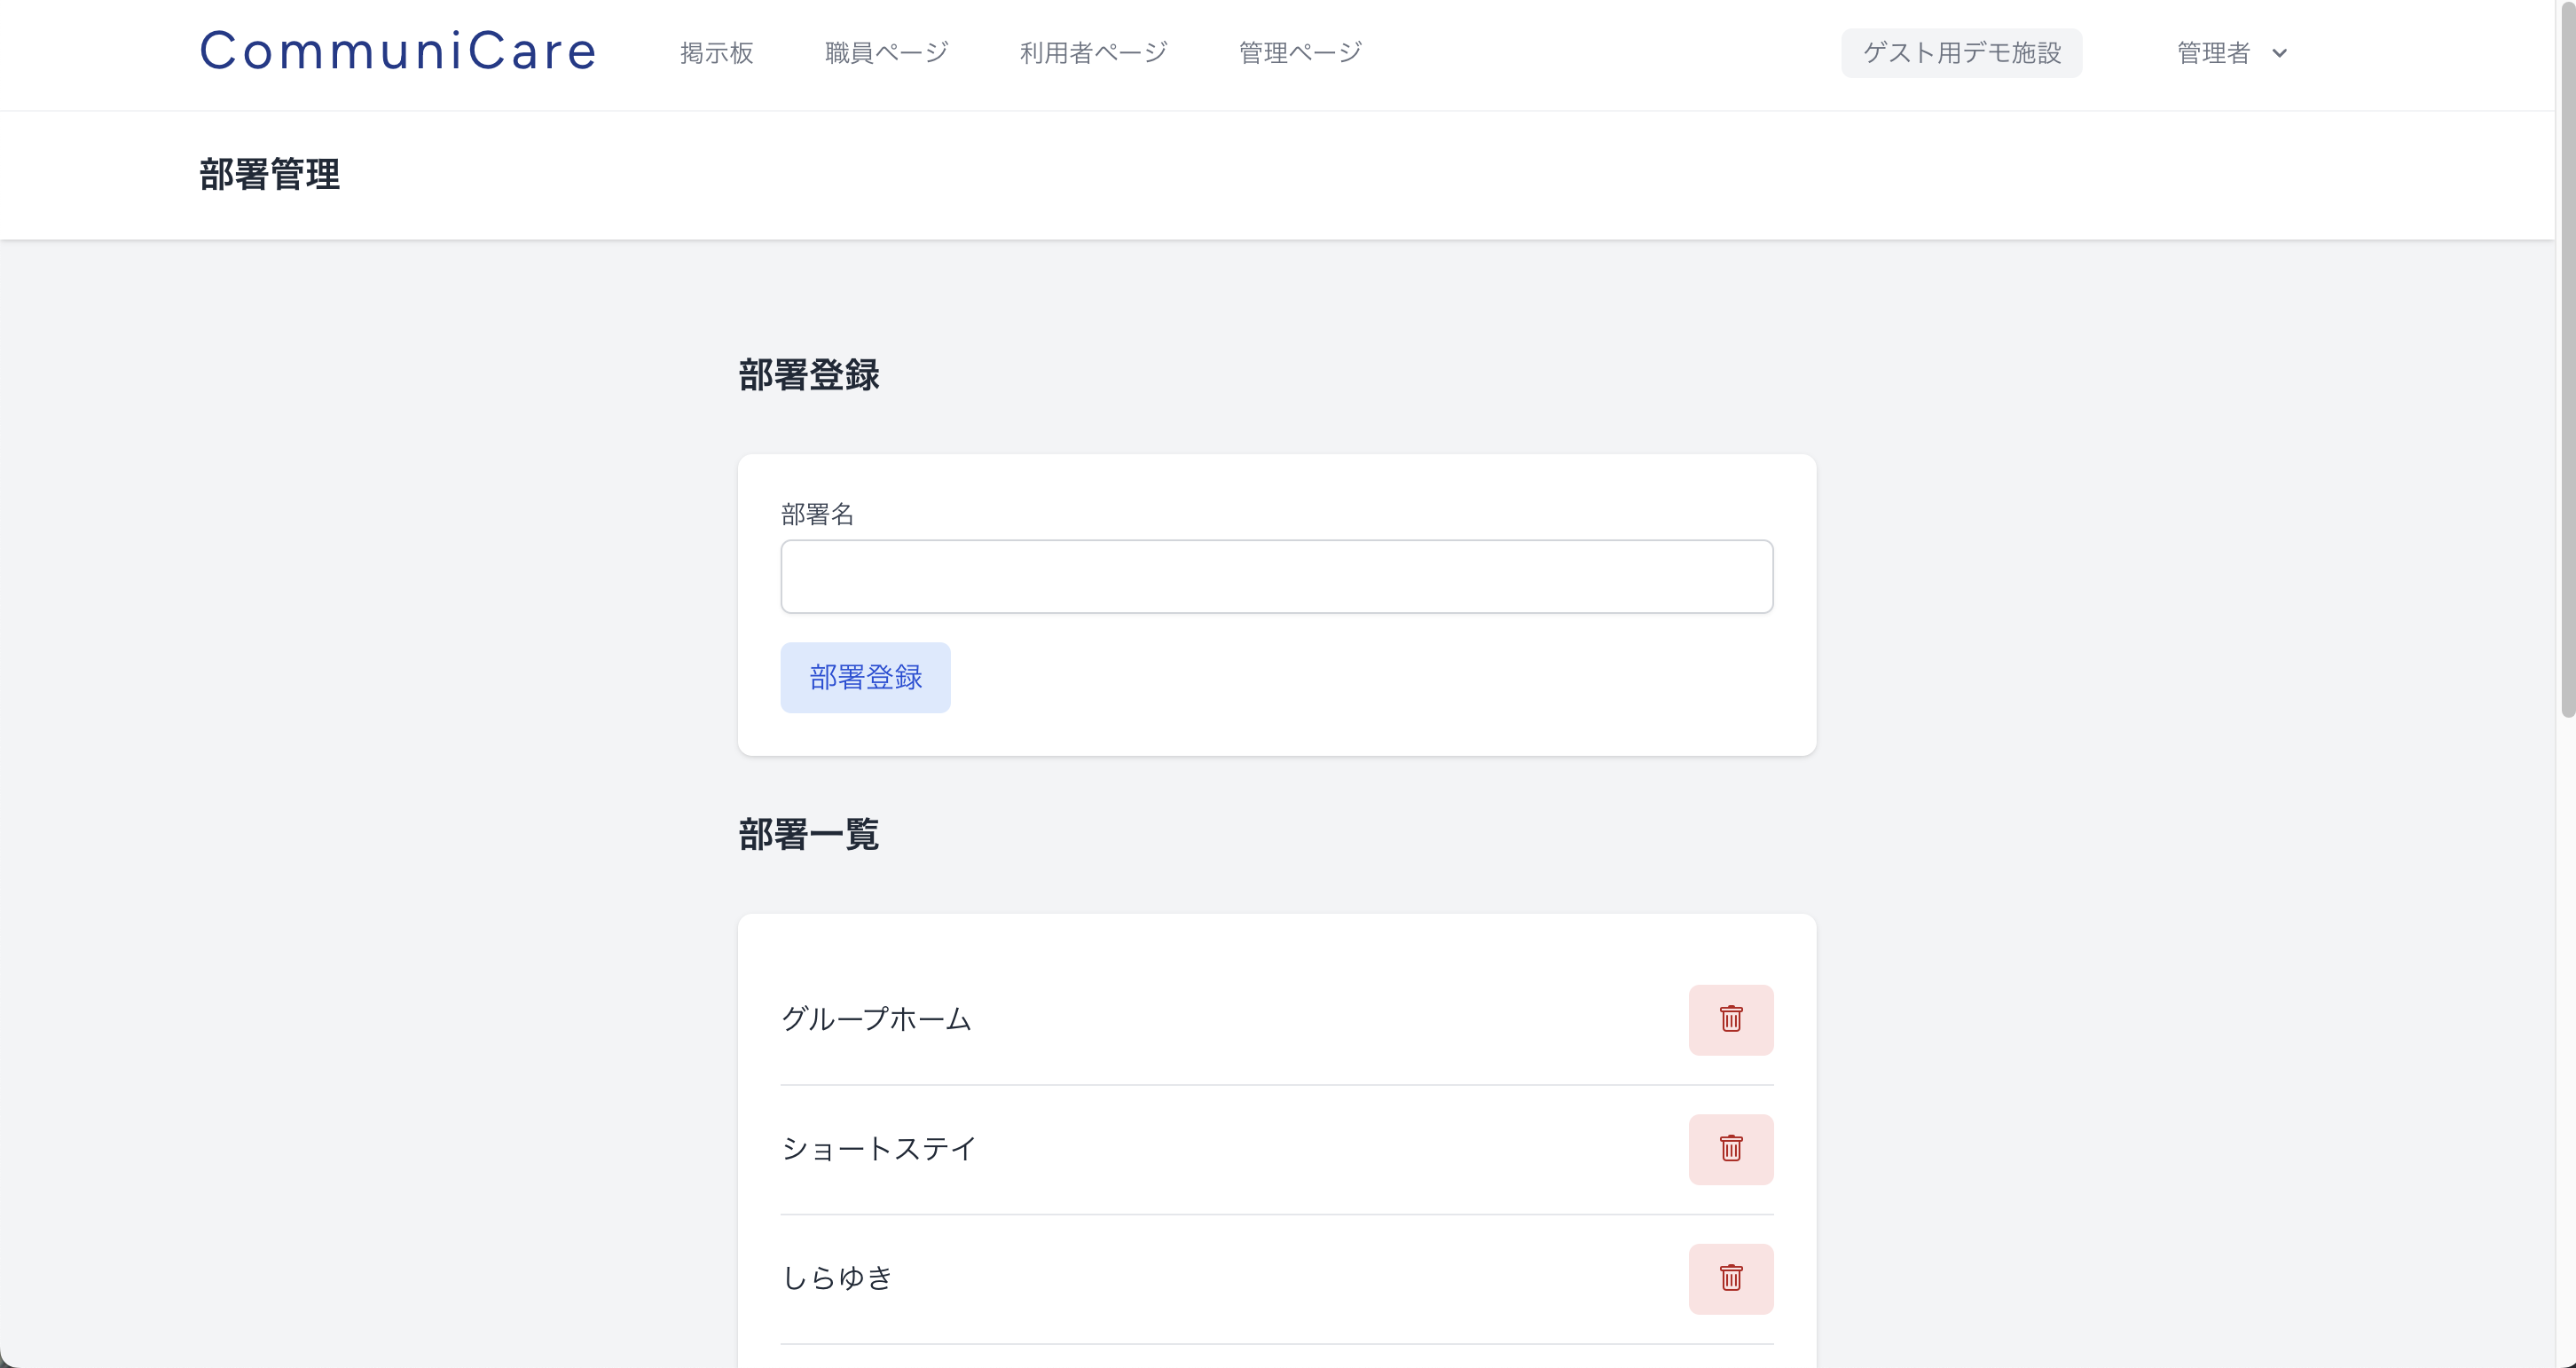 CommuniCare 掲示板 職員ページ 利用者ページ 管理ページ ゲスト用デモ施設 管理者
部署管理
部署登録
部署名
部署登録
部署一覧
グループホーム
ショートステイ
しらゆき